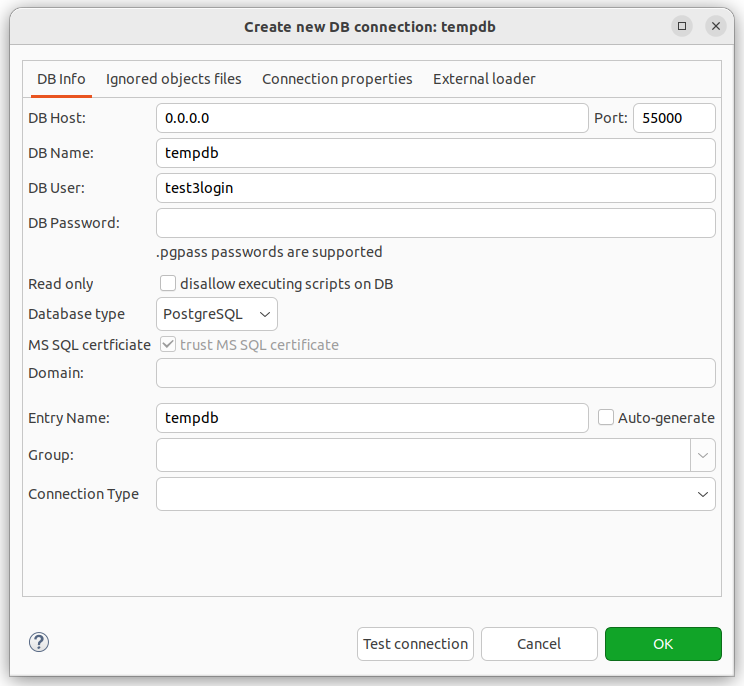 Create new DB connection: tempdb
DB Info Ignored objects files Connection properties External loader
DB Host: 0.0.0.0 Port: 55000
DB Name: tempdb
DB User: test3login
DB Password:
.pgpass passwords are supported
Read only disallow executing scripts on DB
Database type PostgreSQL
MS SQL certficiate trust MS SQL certificate
Domain:
Entry Name: tempdb Auto-generate
Group:
Connection Type
? Test connection Cancel OK